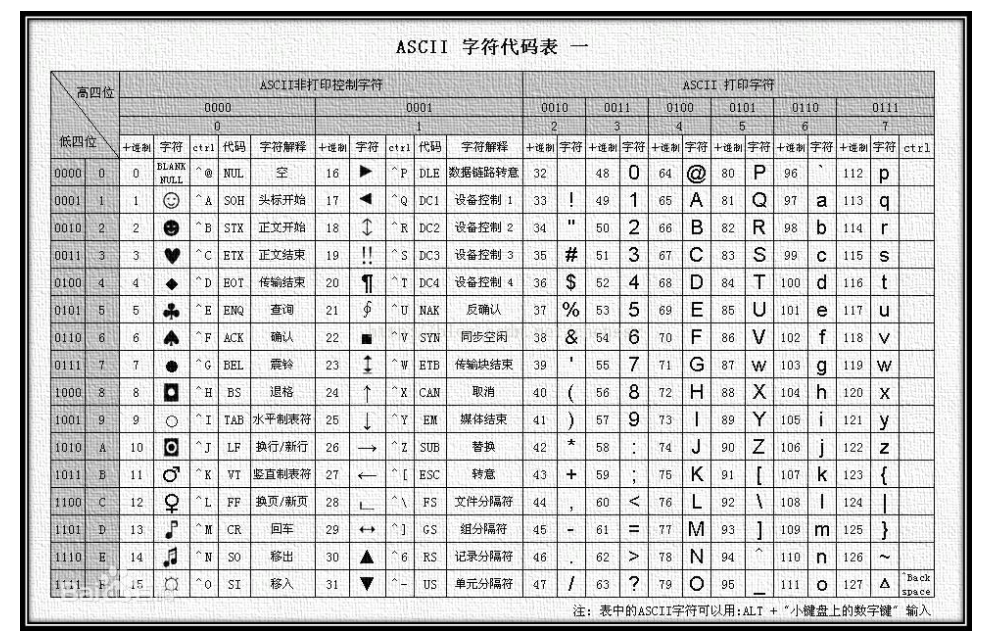 ASCII 字符代码表 一
高四位 ASCII非打印控制字符 ASCII 打印字符
0000 0001 0010 0011 0100 0101 0110 0111
0 1 2 3 4 5 6 7
低四位 十进制 字符 ctrl 代码 字符解释 十进制 字符 ctrl 代码 字符解释 十进制 字符 十进制 字符 十进制 字符 十进制 字符 十进制 字符 十进制 字符 ctrl
0000 0 0 BLANK NULL ^@ NUL 空 16 ► ^P DLE 数据链路转意 32 48 0 64 @ 80 P 96 ` 112 p
0001 1 1 ☺ ^A SOH 头标开始 17 ◄ ^Q DC1 设备控制 1 33 ! 49 1 65 A 81 Q 97 a 113 q
0010 2 2 ☻ ^B STX 正文开始 18 ↕ ^R DC2 设备控制 2 34 " 50 2 66 B 82 R 98 b 114 r
0011 3 3 ♥ ^C ETX 正文结束 19 !! ^S DC3 设备控制 3 35 # 51 3 67 C 83 S 99 c 115 s
0100 4 4 ♦ ^D EOT 传输结束 20 ¶ ^T DC4 设备控制 4 36 $ 52 4 68 D 84 T 100 d 116 t
0101 5 5 ♣ ^E ENQ 查询 21 ∮ ^U NAK 反确认 37 % 53 5 69 E 85 U 101 e 117 u
0110 6 6 ♠ ^F ACK 确认 22 ■ ^V SYN 同步空闲 38 & 54 6 70 F 86 V 102 f 118 v
0111 7 7 ● ^G BEL 震铃 23 ↨ ^W ETB 传输块结束 39 ' 55 7 71 G 87 w 103 g 119 w
1000 8 8 ◘ ^H BS 退格 24 ↑ ^X CAN 取消 40 ( 56 8 72 H 88 X 104 h 120 x
1001 9 9 ○ ^I TAB 水平制表符 25 ↓ ^Y EM 媒体结束 41 ) 57 9 73 I 89 Y 105 i 121 y
1010 A 10 ◙ ^J LF 换行/新行 26 → ^Z SUB 替换 42 * 58 : 74 J 90 Z 106 j 122 z
1011 B 11 ♂ ^K VT 竖直制表符 27 ← ^[ ESC 转意 43 + 59 ; 75 K 91 [ 107 k 123 {
1100 C 12 ♀ ^L FF 换页/新页 28 ∟ ^\ FS 文件分隔符 44 , 60 < 76 L 92 \ 108 l 124 |
1101 D 13 ♪ ^M CR 回车 29 ↔ ^] GS 组分隔符 45 - 61 = 77 M 93 ] 109 m 125 }
1110 E 14 ♫ ^N SO 移出 30 ▲ ^6 RS 记录分隔符 46 . 62 > 78 N 94 ^ 110 n 126 ~
1111 F 15 ☼ ^O SI 移入 31 ▼ ^- US 单元分隔符 47 / 63 ? 79 O 95 _ 111 o 127 Δ ^Back space
注：表中的ASCII字符可以用:ALT + "小键盘上的数字键" 输入